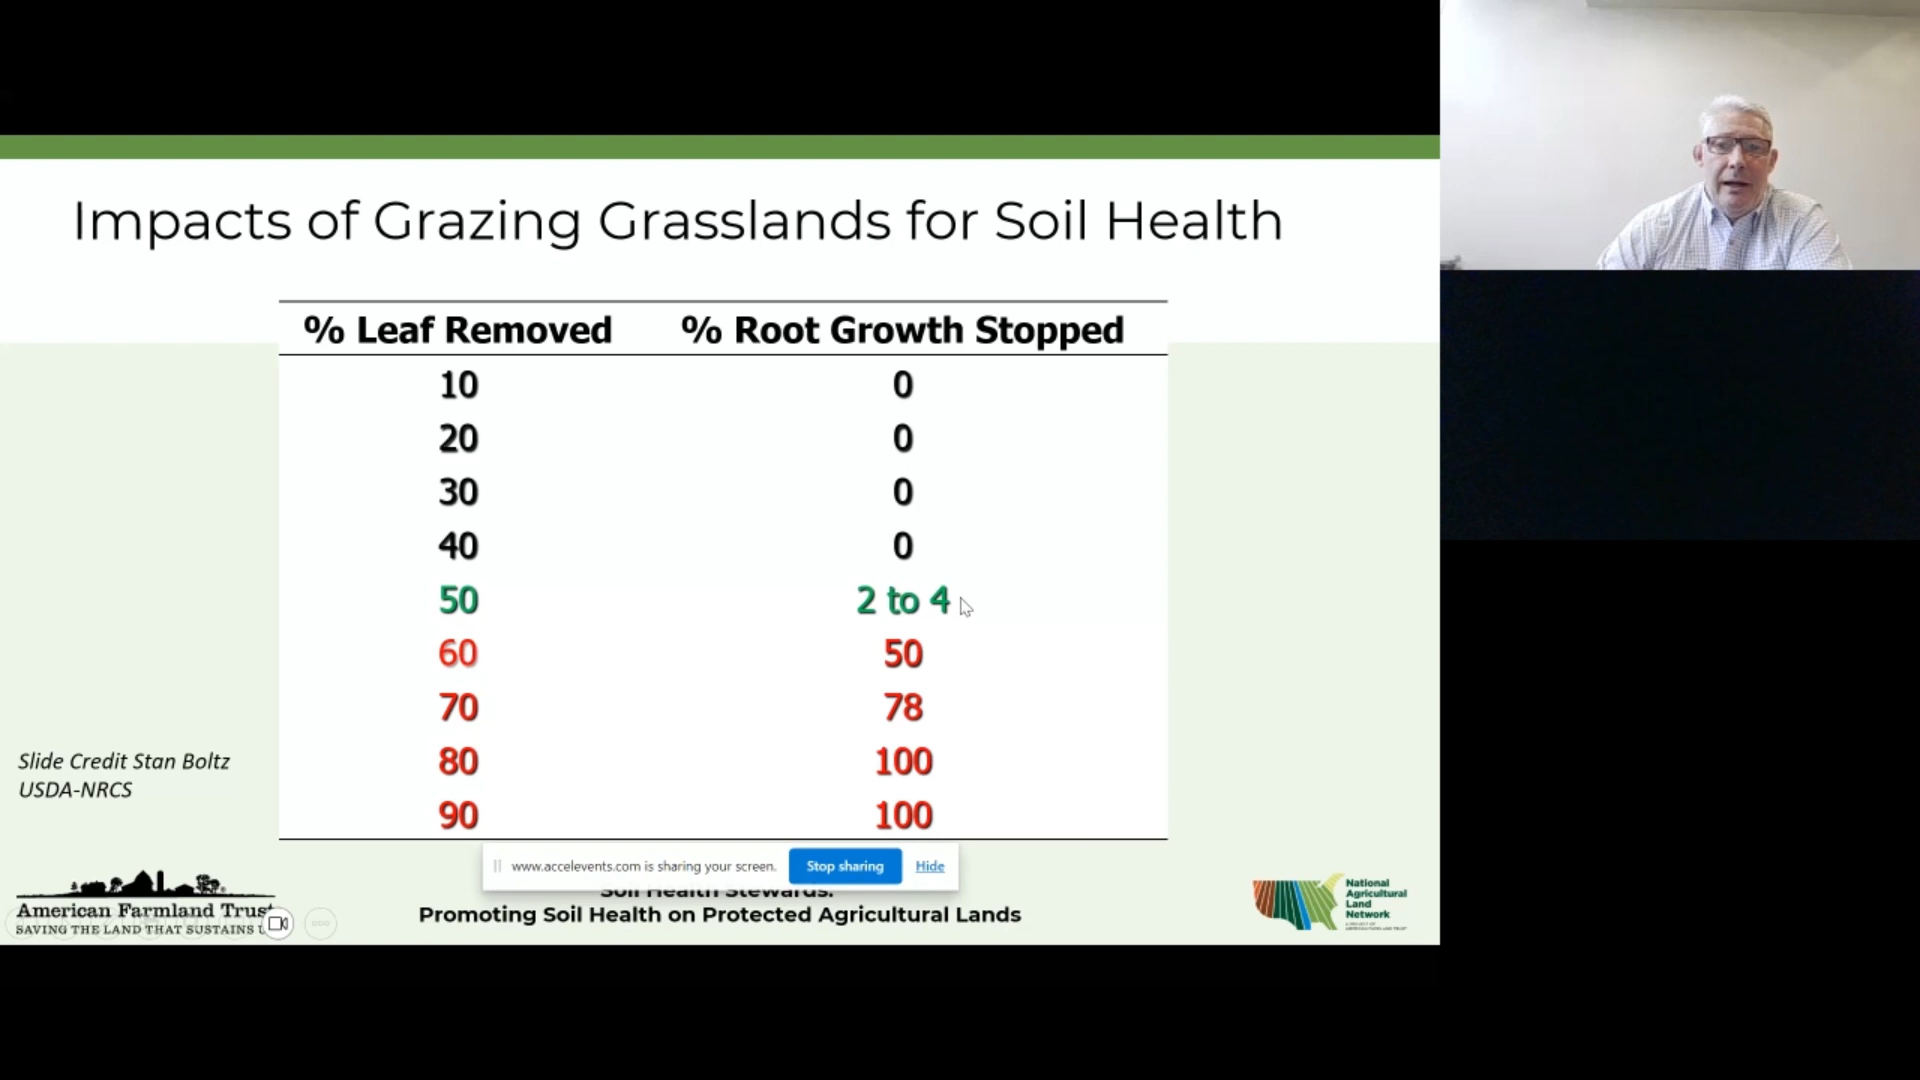 Impacts of Grazing Grasslands for Soil Health
% Leaf Removed % Root Growth Stopped
10 0
20 0
30 0
40 0
50 2 to 4
60 50
70 78
80 100
90 100
Slide Credit Stan Boltz
USDA-NRCS
www.accelevents.com is sharing your screen. Stop sharing Hide
Soil Health Stewards:
Promoting Soil Health on Protected Agricultural Lands
American Farmland Trust
SAVING THE LAND THAT SUSTAINS
National
Agricultural
Land
Network